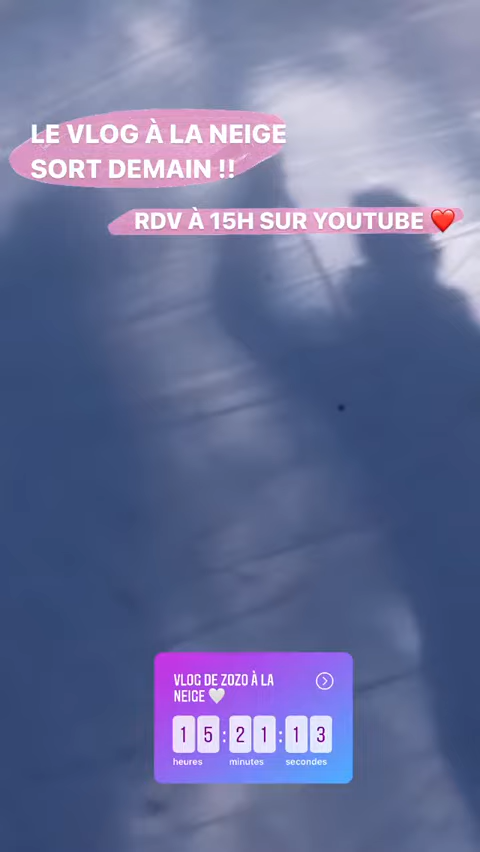 LE VLOG À LA NEIGE
SORT DEMAIN !!
RDV À 15H SUR YOUTUBE ❤️
VLOG DE ZOZO À LA
NEIGE 🤍
15:21:13
heures minutes secondes